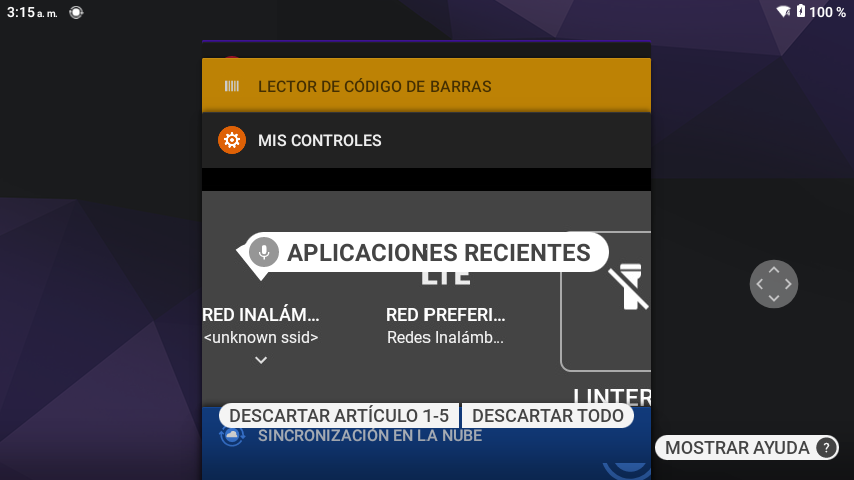 3:15 a. m.
100 %
LECTOR DE CÓDIGO DE BARRAS
MIS CONTROLES
APLICACIONES RECIENTES
LTE
RED INALÁM...
RED PREFERI...
<unknown ssid>
Redes Inalámb...
LINTER
DESCARTAR ARTÍCULO 1-5
DESCARTAR TODO
SINCRONIZACIÓN EN LA NUBE
MOSTRAR AYUDA ?